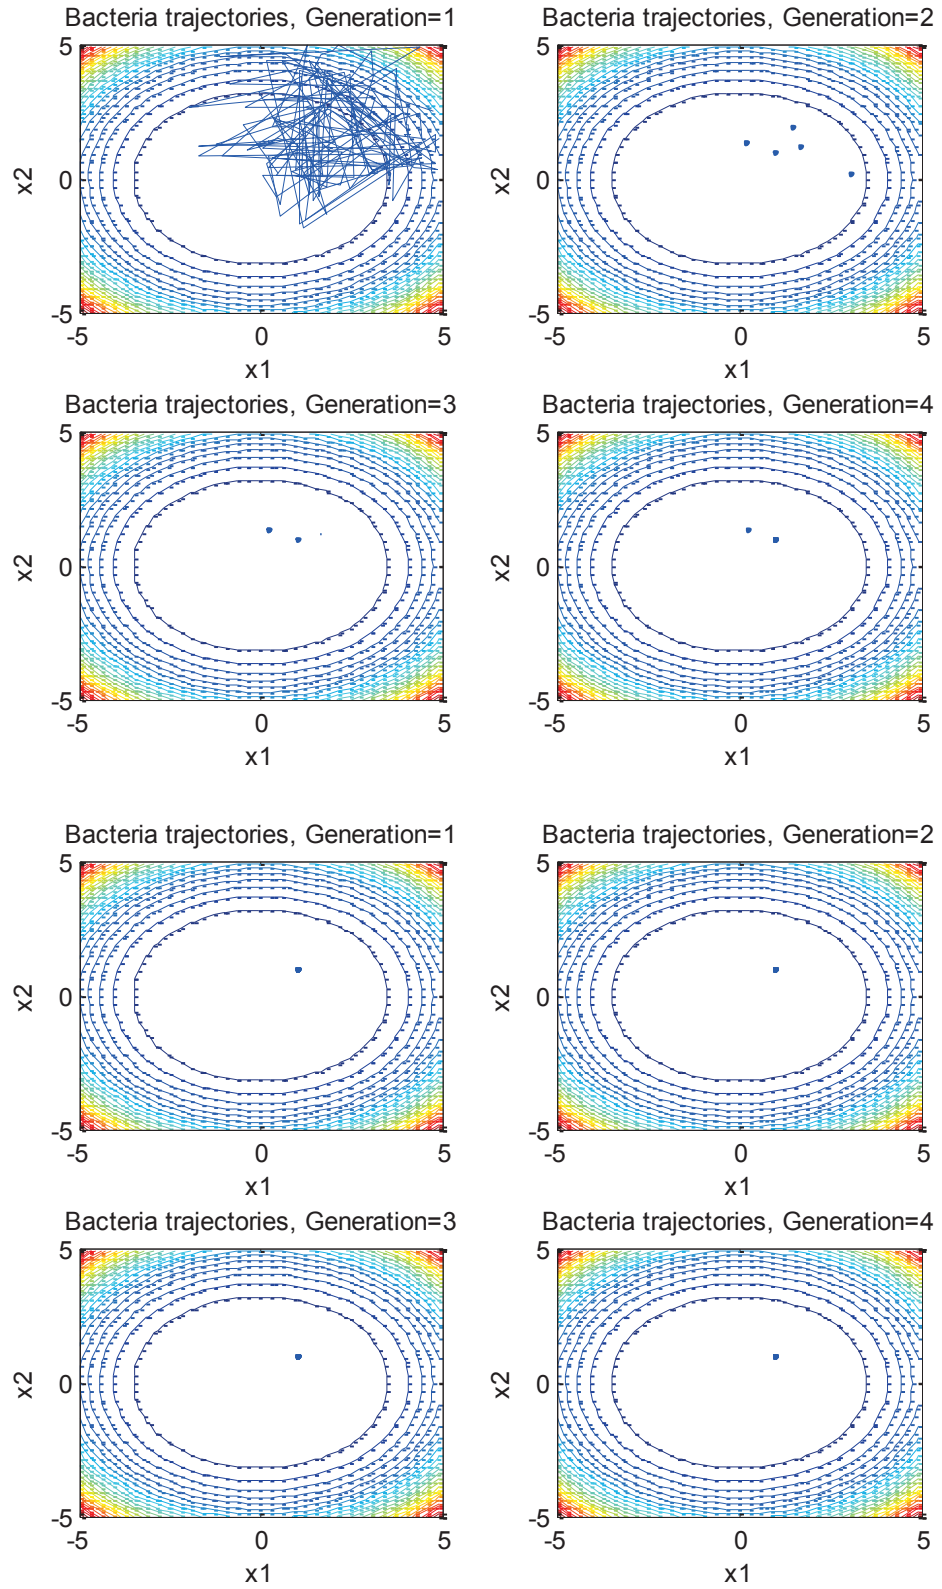 Bacteria trajectories, Generation=1
5
x2
0
-5
-5 0 5
x1
Bacteria trajectories, Generation=2
5
x2
0
-5
-5 0 5
x1
Bacteria trajectories, Generation=3
5
x2
0
-5
-5 0 5
x1
Bacteria trajectories, Generation=4
5
x2
0
-5
-5 0 5
x1
Bacteria trajectories, Generation=1
5
x2
0
-5
-5 0 5
x1
Bacteria trajectories, Generation=2
5
x2
0
-5
-5 0 5
x1
Bacteria trajectories, Generation=3
5
x2
0
-5
-5 0 5
x1
Bacteria trajectories, Generation=4
5
x2
0
-5
-5 0 5
x1